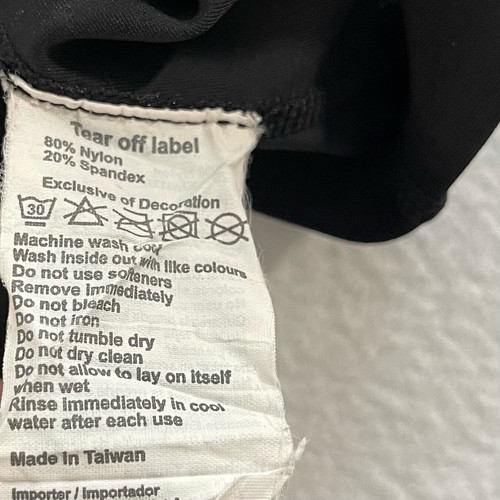 Tear off label
80% Nylon
20% Spandex
Exclusive of Decoration
30
Machine wash cold
Wash inside out with like colours
Do not use softeners
Remove immediately
Do not bleach
Do not iron
Do not tumble dry
Do not dry clean
Do not allow to lay on itself
when wet
Rinse immediately in cool
water after each use
Made in Taiwan
Importer / Importador